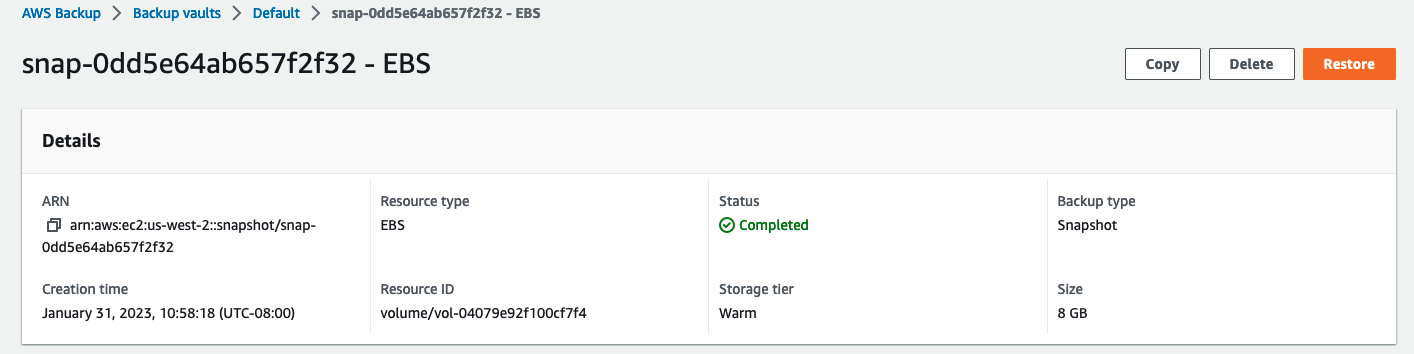 AWS Backup > Backup vaults > Default > snap-0dd5e64ab657f2f32 - EBS
snap-0dd5e64ab657f2f32 - EBS
Copy
Delete
Restore
Details
ARN
arn:aws:ec2:us-west-2::snapshot/snap-
0dd5e64ab657f2f32
Resource type
EBS
Status
Completed
Backup type
Snapshot
Creation time
January 31, 2023, 10:58:18 (UTC-08:00)
Resource ID
volume/vol-04079e92f100cf7f4
Storage tier
Warm
Size
8 GB